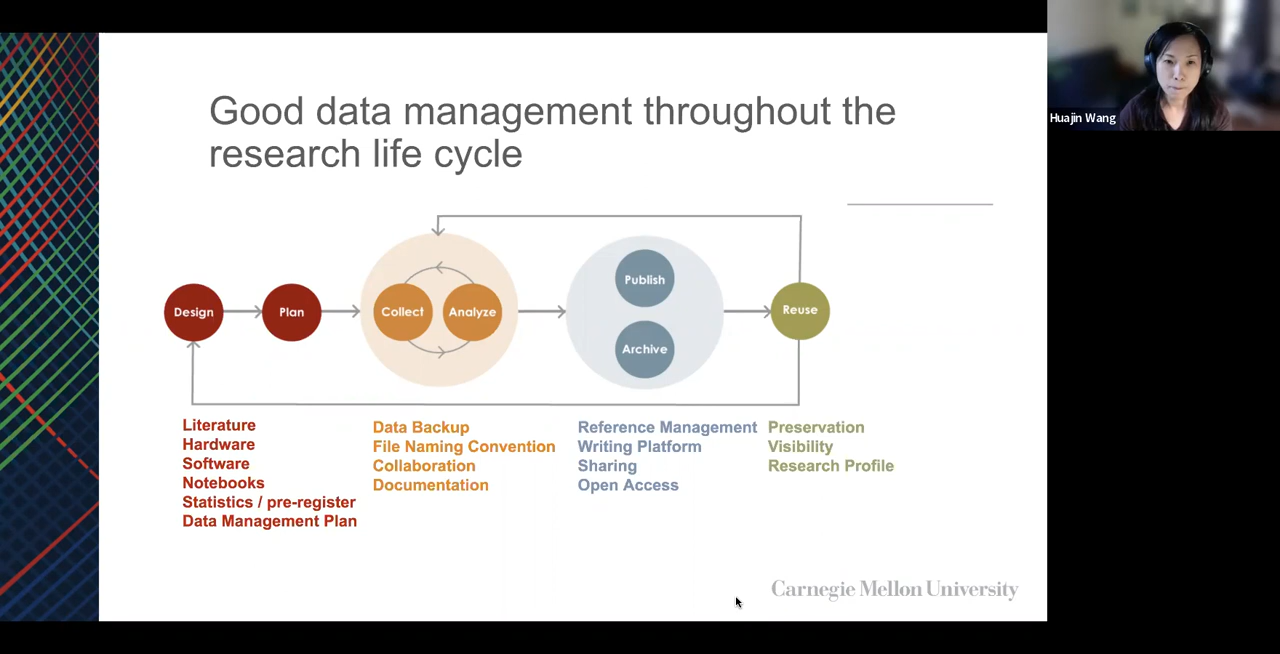 Good data management throughout the
research life cycle
Huajin Wang
Design
Plan
Collect
Analyze
Publish
Archive
Reuse
Literature
Hardware
Software
Notebooks
Statistics / pre-register
Data Management Plan
Data Backup
File Naming Convention
Collaboration
Documentation
Reference Management
Writing Platform
Sharing
Open Access
Preservation
Visibility
Research Profile
Carnegie Mellon University